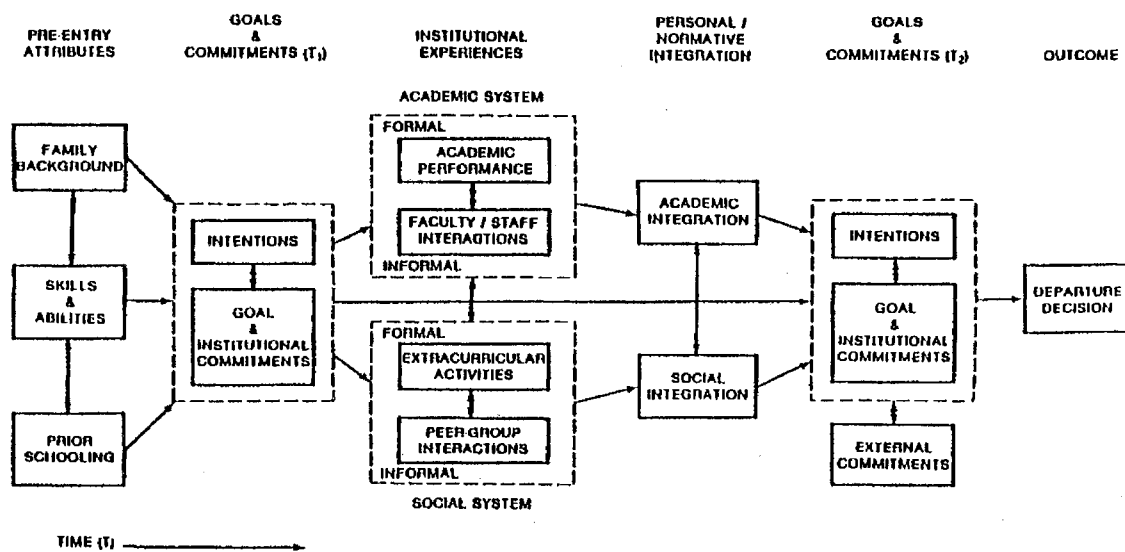 PRE-ENTRY
ATTRIBUTES
GOALS
&
COMMITMENTS (T₁)
INSTITUTIONAL
EXPERIENCES
PERSONAL /
NORMATIVE
INTEGRATION
GOALS
&
COMMITMENTS (T₂)
OUTCOME
FAMILY
BACKGROUND
SKILLS
&
ABILITIES
PRIOR
SCHOOLING
INTENTIONS
GOAL
&
INSTITUTIONAL
COMMITMENTS
ACADEMIC SYSTEM
FORMAL
ACADEMIC
PERFORMANCE
FACULTY / STAFF
INTERACTIONS
INFORMAL
FORMAL
EXTRACURRICULAR
ACTIVITIES
PEER-GROUP
INTERACTIONS
INFORMAL
SOCIAL SYSTEM
ACADEMIC
INTEGRATION
SOCIAL
INTEGRATION
INTENTIONS
GOAL
&
INSTITUTIONAL
COMMITMENTS
EXTERNAL
COMMITMENTS
DEPARTURE
DECISION
TIME (T)